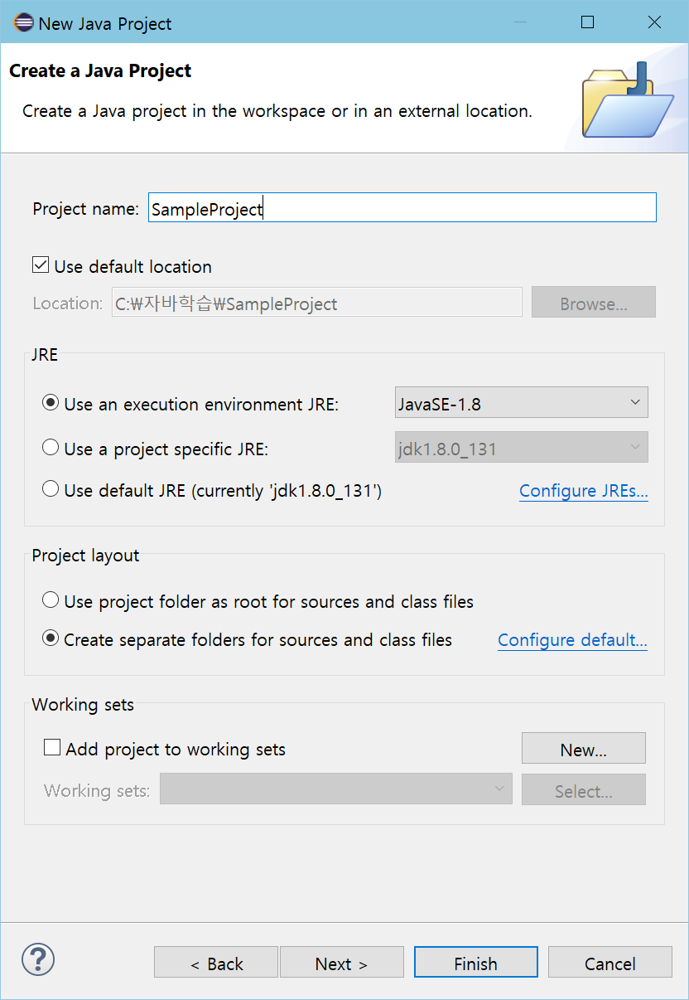 New Java Project
Create a Java Project
Create a Java project in the workspace or in an external location.
Project name: SampleProject
Use default location
Location: C:₩자바학습₩SampleProject Browse...
JRE
Use an execution environment JRE: JavaSE-1.8
Use a project specific JRE: jdk1.8.0_131
Use default JRE (currently 'jdk1.8.0_131') Configure JREs...
Project layout
Use project folder as root for sources and class files
Create separate folders for sources and class files Configure default...
Working sets
Add project to working sets New...
Working sets: Select...
? < Back Next > Finish Cancel